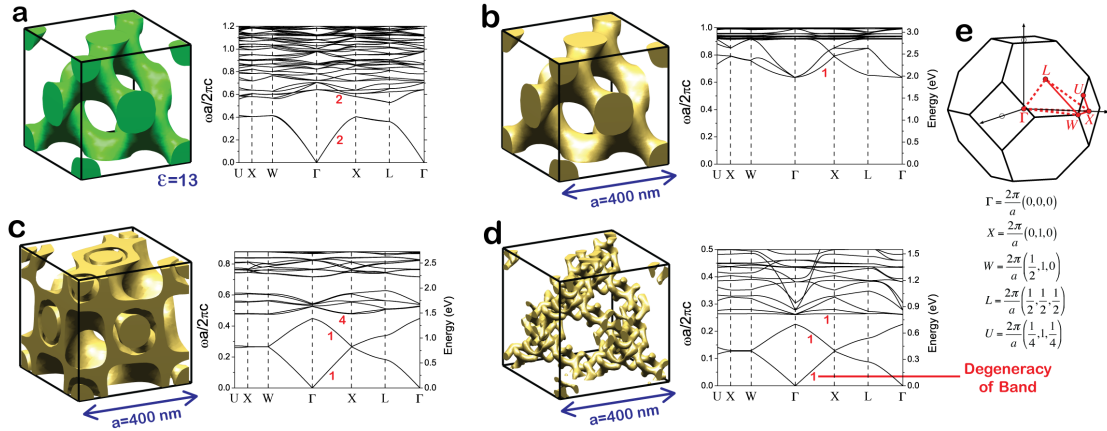 a
ε=13
ωa/2πc
1.2
1.0
0.8
0.6
0.4
0.2
0.0
2
2
U X W Γ X L Γ
b
a=400 nm
ωa/2πc
1.0
0.8
0.6
0.4
0.2
0.0
1
U X W Γ X L Γ
3.0
2.5
2.0
1.5
1.0
0.5
0.0
Energy (eV)
e
L
U
Γ
W
X
Γ = 2π/a (0,0,0)
X = 2π/a (0,1,0)
W = 2π/a (1/2,1,0)
L = 2π/a (1/2,1/2,1/2)
U = 2π/a (1/4,1,1/4)
c
a=400 nm
ωa/2πc
0.8
0.6
0.4
0.2
0.0
4
1
1
U X W Γ X L Γ
2.5
2.0
1.5
1.0
0.5
0.0
Energy (eV)
d
a=400 nm
ωa/2πc
0.5
0.4
0.3
0.2
0.1
0.0
1
1
1
U X W Γ X L Γ
1.5
1.2
0.9
0.6
0.3
0.0
Energy (eV)
Degeneracy
of Band